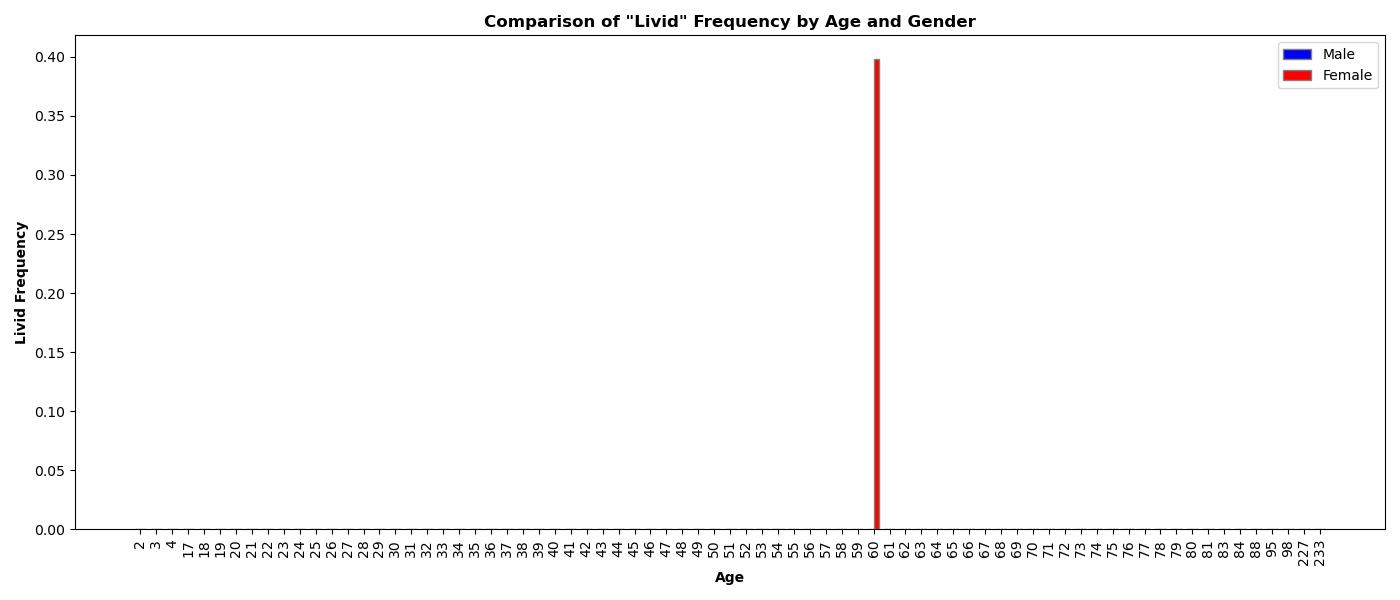 Comparison of "Livid" Frequency by Age and Gender
Male
Female
Livid Frequency
0.40
0.35
0.30
0.25
0.20
0.15
0.10
0.05
0.00
2 3 4 17 18 19 20 21 22 23 24 25 26 27 28 29 30 31 32 33 34 35 36 37 38 39 40 41 42 43 44 45 46 47 48 49 50 51 52 53 54 55 56 57 58 59 60 61 62 63 64 65 66 67 68 69 70 71 72 73 74 75 76 77 78 79 80 81 83 84 88 95 98 227 233
Age